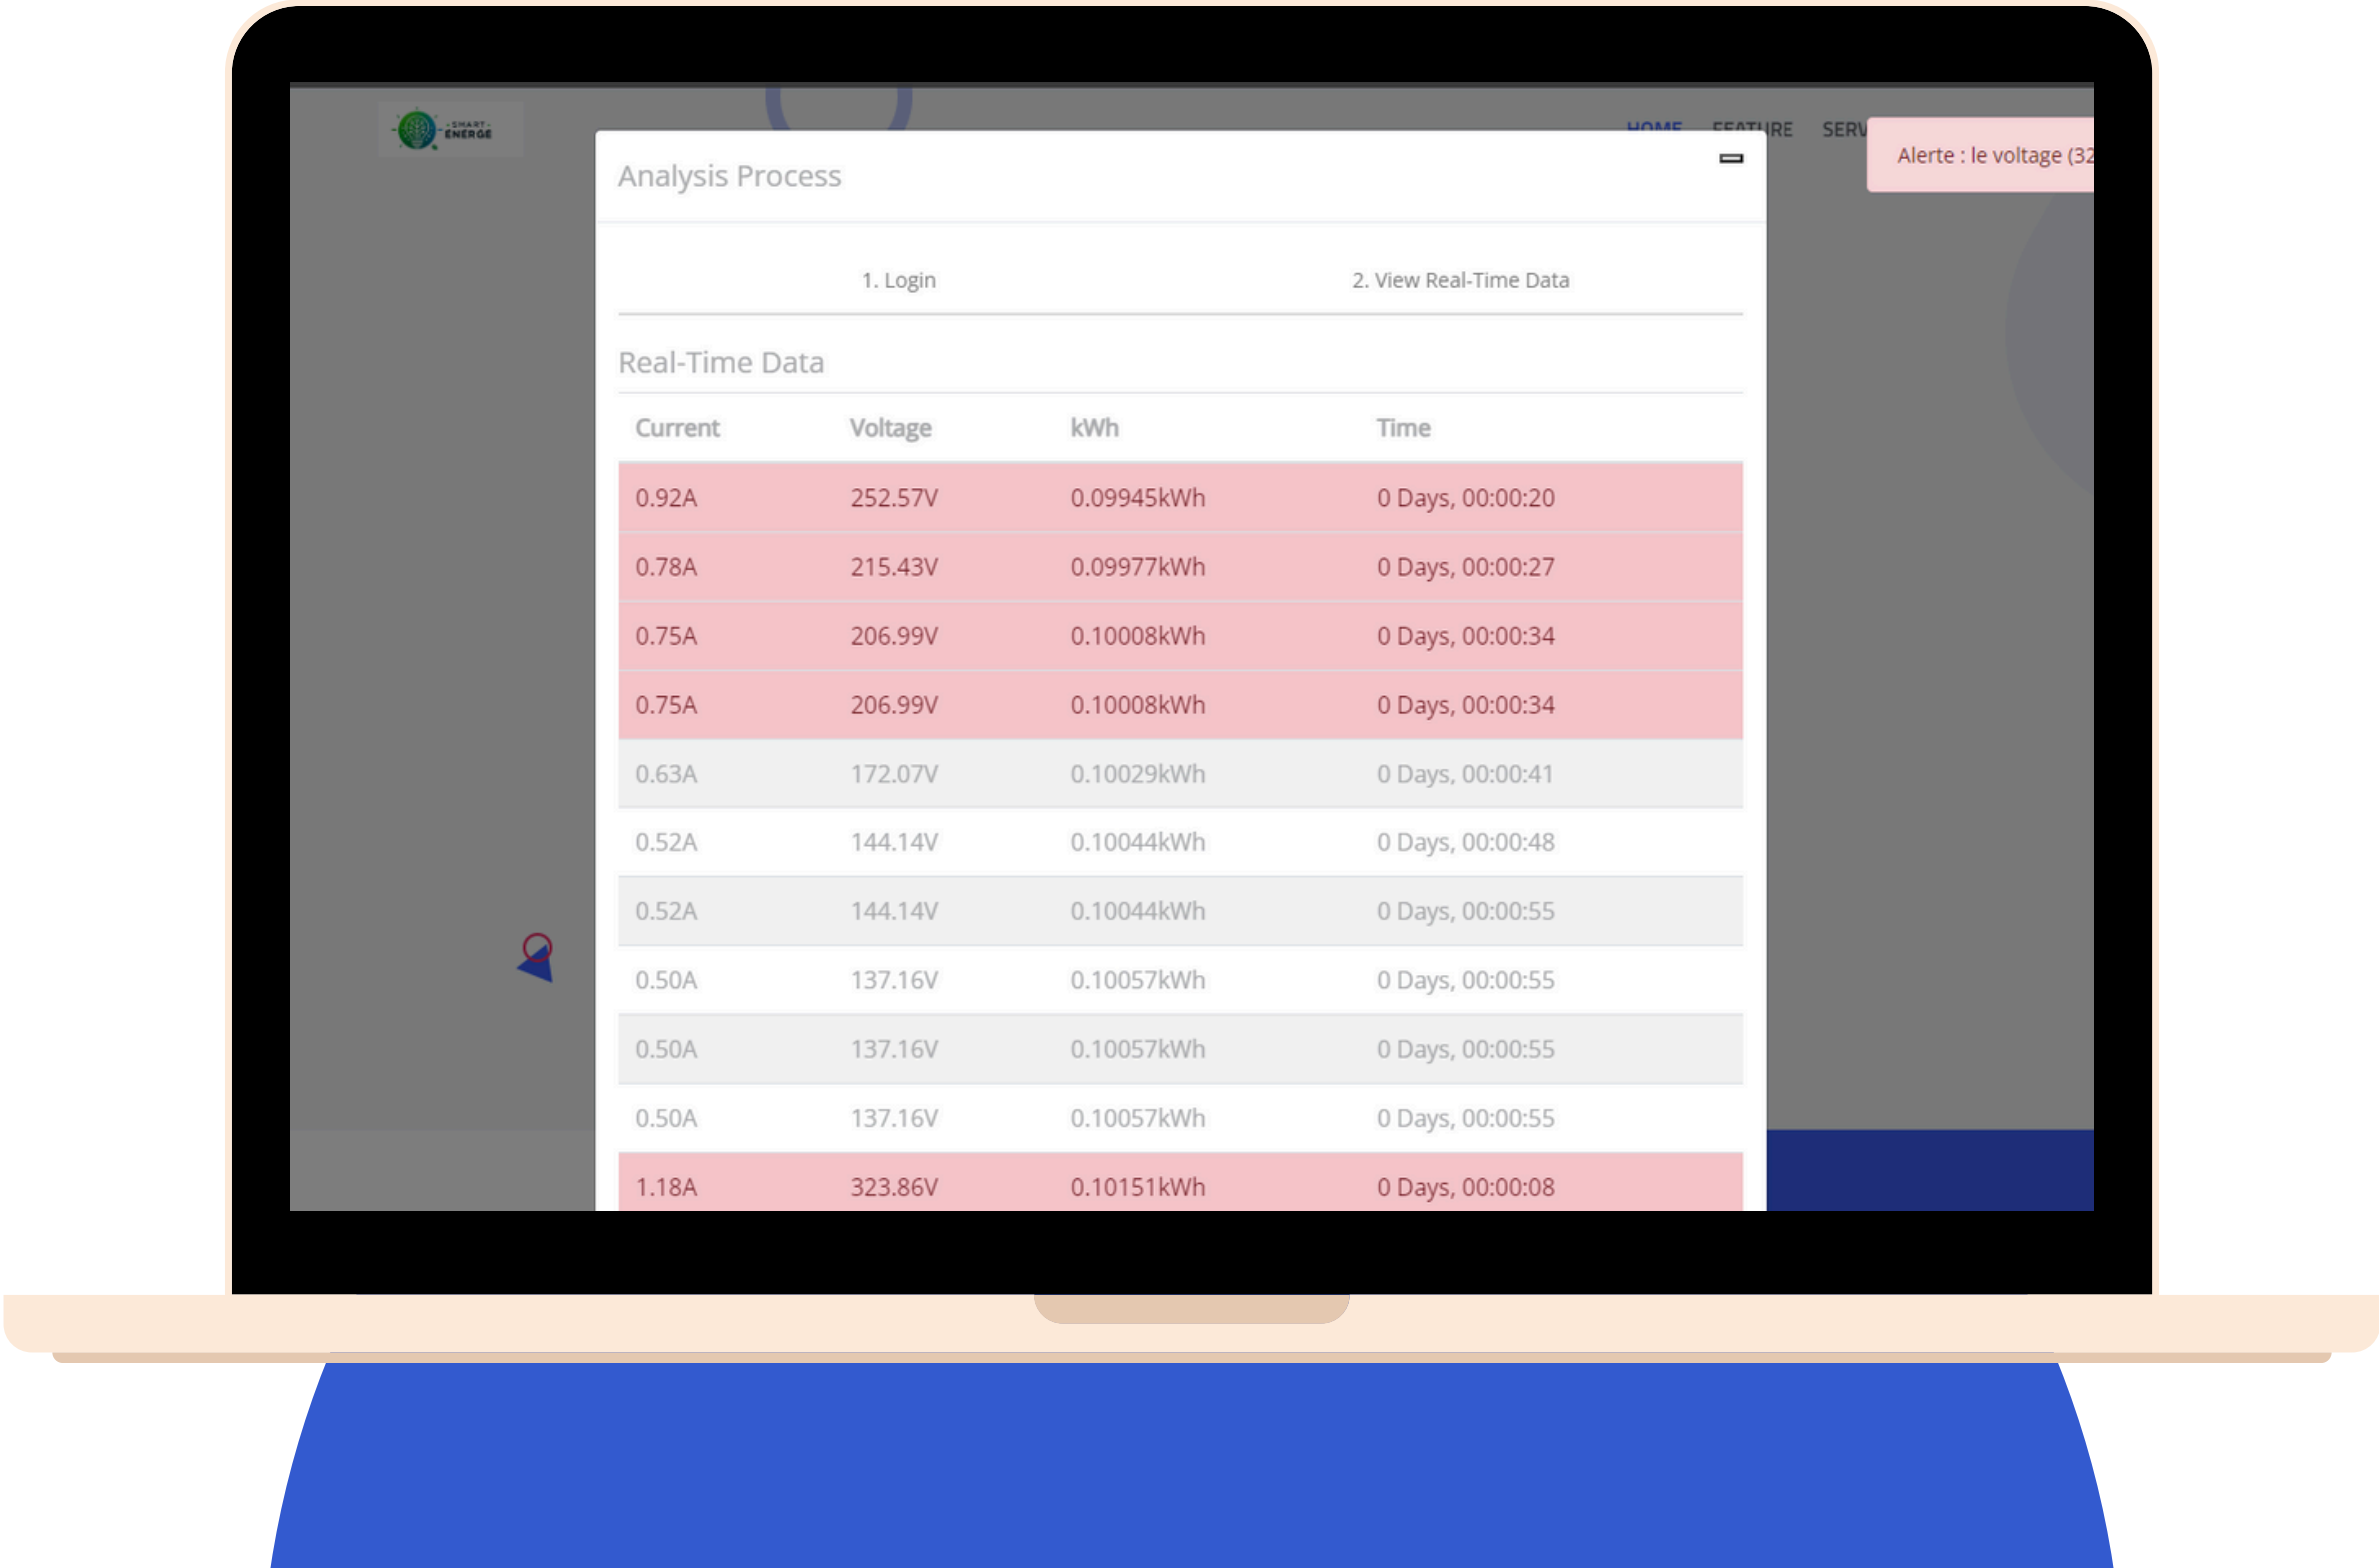 - SMART -
ENERGE
HOME FEATURE SERV
Alerte : le voltage (32
Analysis Process
1. Login 2. View Real-Time Data
Real-Time Data
Current Voltage kWh Time
0.92A 252.57V 0.09945kWh 0 Days, 00:00:20
0.78A 215.43V 0.09977kWh 0 Days, 00:00:27
0.75A 206.99V 0.10008kWh 0 Days, 00:00:34
0.75A 206.99V 0.10008kWh 0 Days, 00:00:34
0.63A 172.07V 0.10029kWh 0 Days, 00:00:41
0.52A 144.14V 0.10044kWh 0 Days, 00:00:48
0.52A 144.14V 0.10044kWh 0 Days, 00:00:55
0.50A 137.16V 0.10057kWh 0 Days, 00:00:55
0.50A 137.16V 0.10057kWh 0 Days, 00:00:55
0.50A 137.16V 0.10057kWh 0 Days, 00:00:55
1.18A 323.86V 0.10151kWh 0 Days, 00:00:08